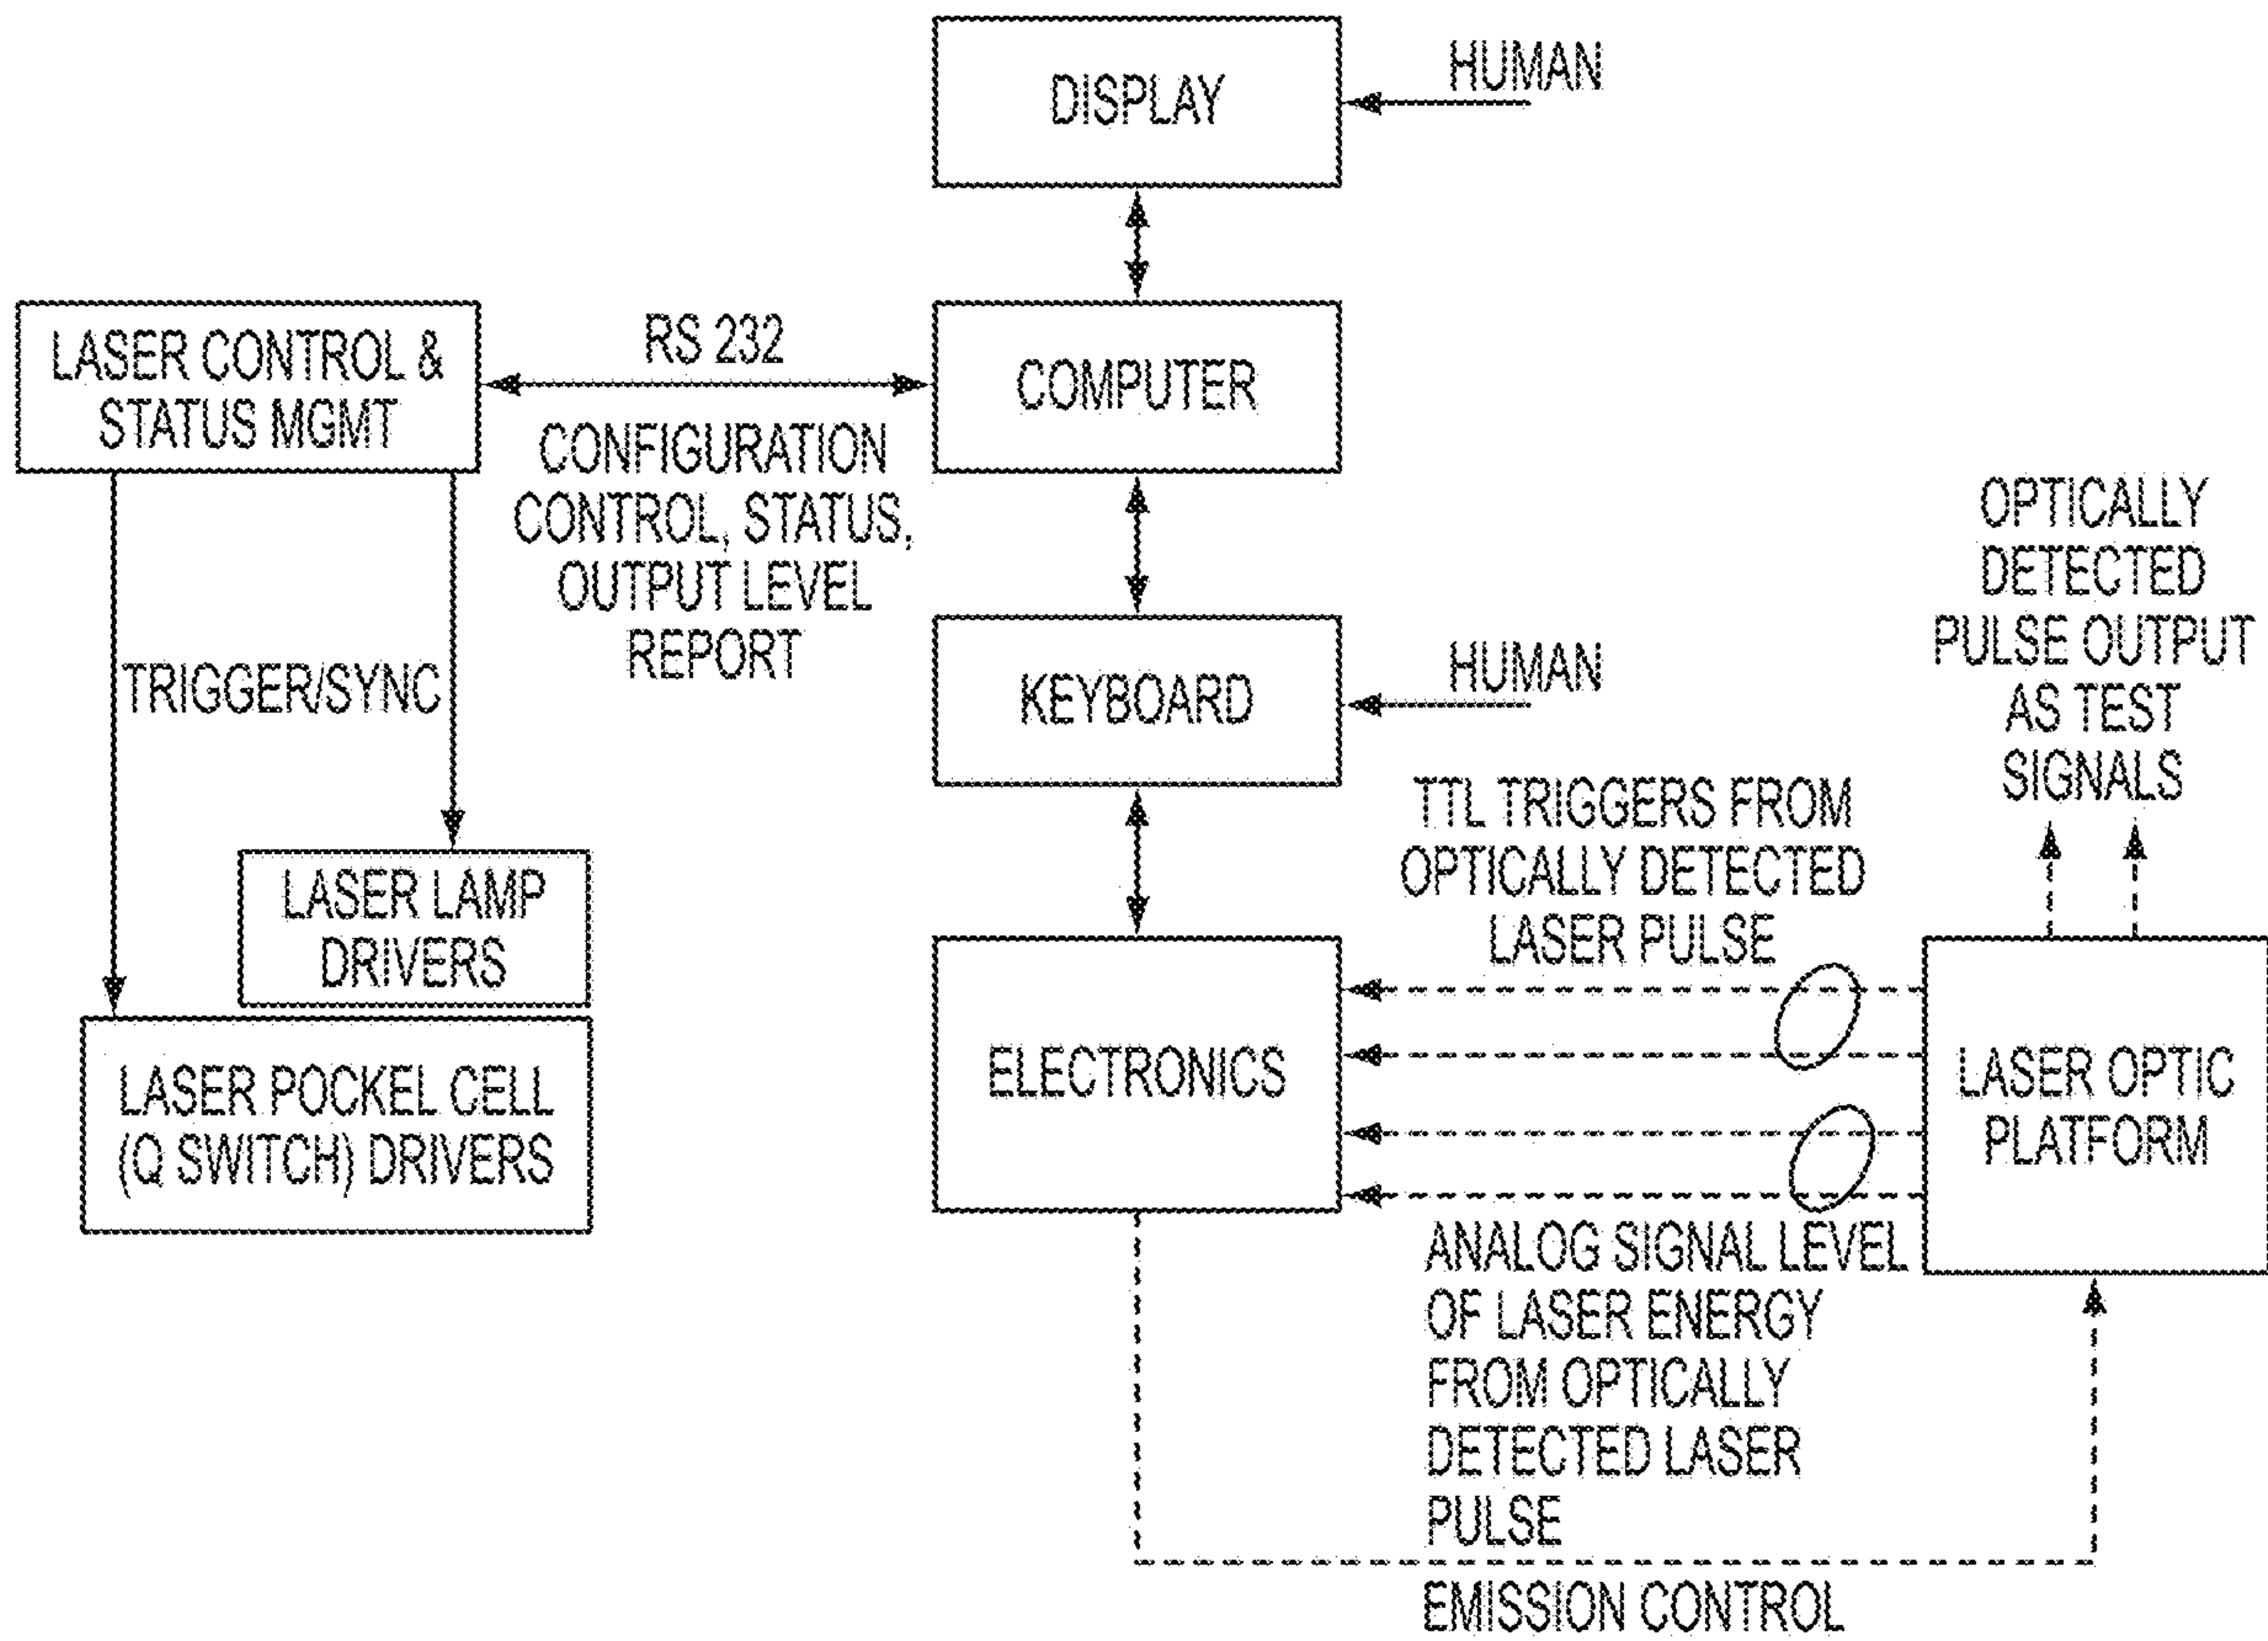 DISPLAY
HUMAN
LASER CONTROL &
STATUS MGMT
RS 232
CONFIGURATION
CONTROL, STATUS,
OUTPUT LEVEL
REPORT
COMPUTER
TRIGGER/SYNC
KEYBOARD
HUMAN
OPTICALLY
DETECTED
PULSE OUTPUT
AS TEST
SIGNALS
LASER LAMP
DRIVERS
LASER POCKEL CELL
(Q SWITCH) DRIVERS
TTL TRIGGERS FROM
OPTICALLY DETECTED
LASER PULSE
ELECTRONICS
LASER OPTIC
PLATFORM
ANALOG SIGNAL LEVEL
OF LASER ENERGY
FROM OPTICALLY
DETECTED LASER
PULSE
EMISSION CONTROL